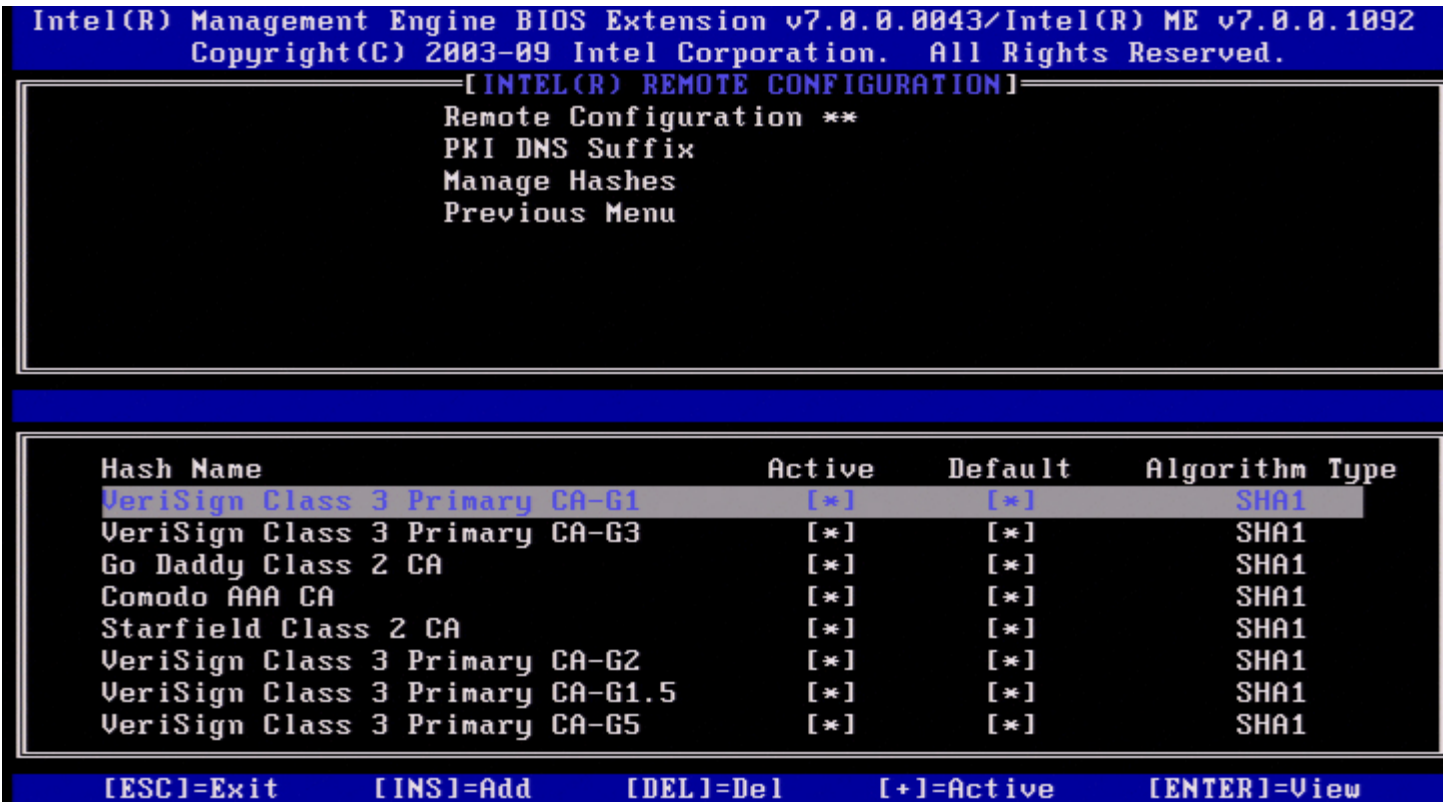 Intel(R) Management Engine BIOS Extension v7.0.0.0043/Intel(R) ME v7.0.0.1092
Copyright(C) 2003-09 Intel Corporation. All Rights Reserved.
[INTEL(R) REMOTE CONFIGURATION]
Remote Configuration **
PKI DNS Suffix
Manage Hashes
Previous Menu
Hash Name Active Default Algorithm Type
VeriSign Class 3 Primary CA-G1 [*] [*] SHA1
VeriSign Class 3 Primary CA-G3 [*] [*] SHA1
Go Daddy Class 2 CA [*] [*] SHA1
Comodo AAA CA [*] [*] SHA1
Starfield Class 2 CA [*] [*] SHA1
VeriSign Class 3 Primary CA-G2 [*] [*] SHA1
VeriSign Class 3 Primary CA-G1.5 [*] [*] SHA1
VeriSign Class 3 Primary CA-G5 [*] [*] SHA1
[ESC]=Exit [INS]=Add [DEL]=Del [+]=Active [ENTER]=View